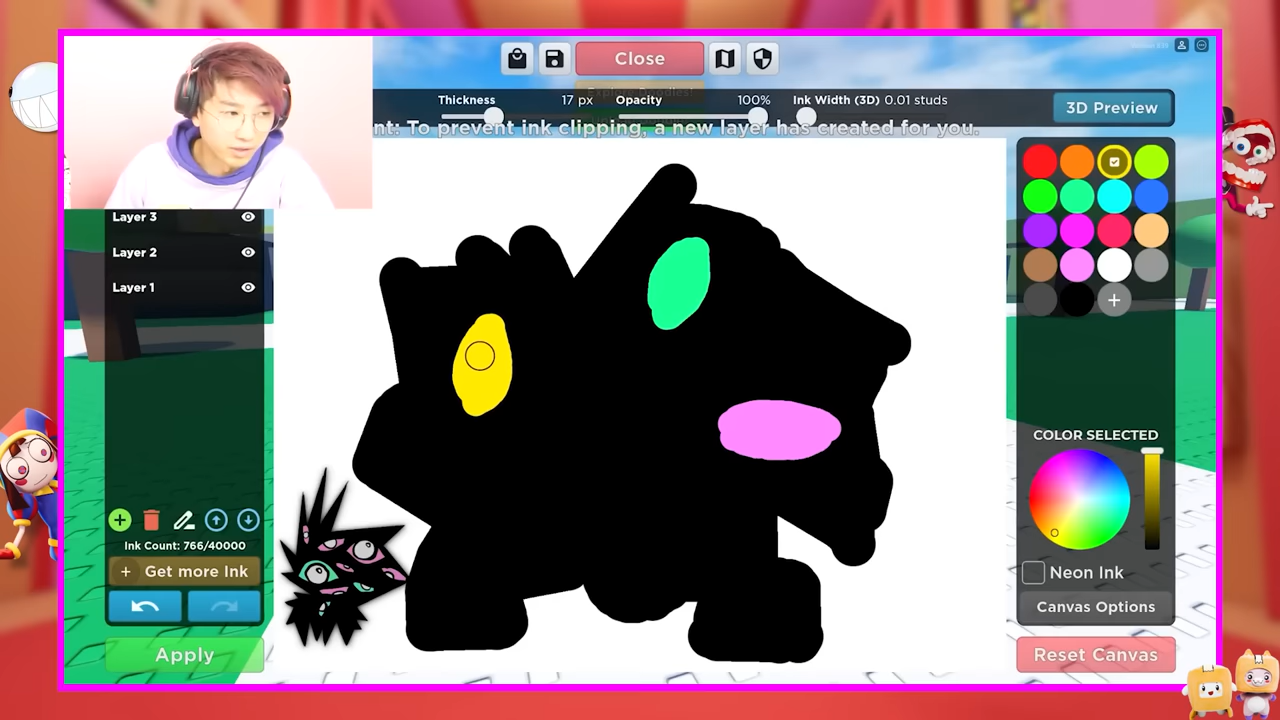 Close
Thickness 17 px Opacity 100% Ink Width (3D) 0.01 studs
3D Preview
nt: To prevent ink clipping, a new layer has created for you.
Layer 3
Layer 2
Layer 1
COLOR SELECTED
Ink Count: 766/40000
+ Get more Ink
Neon Ink
Canvas Options
Apply
Reset Canvas